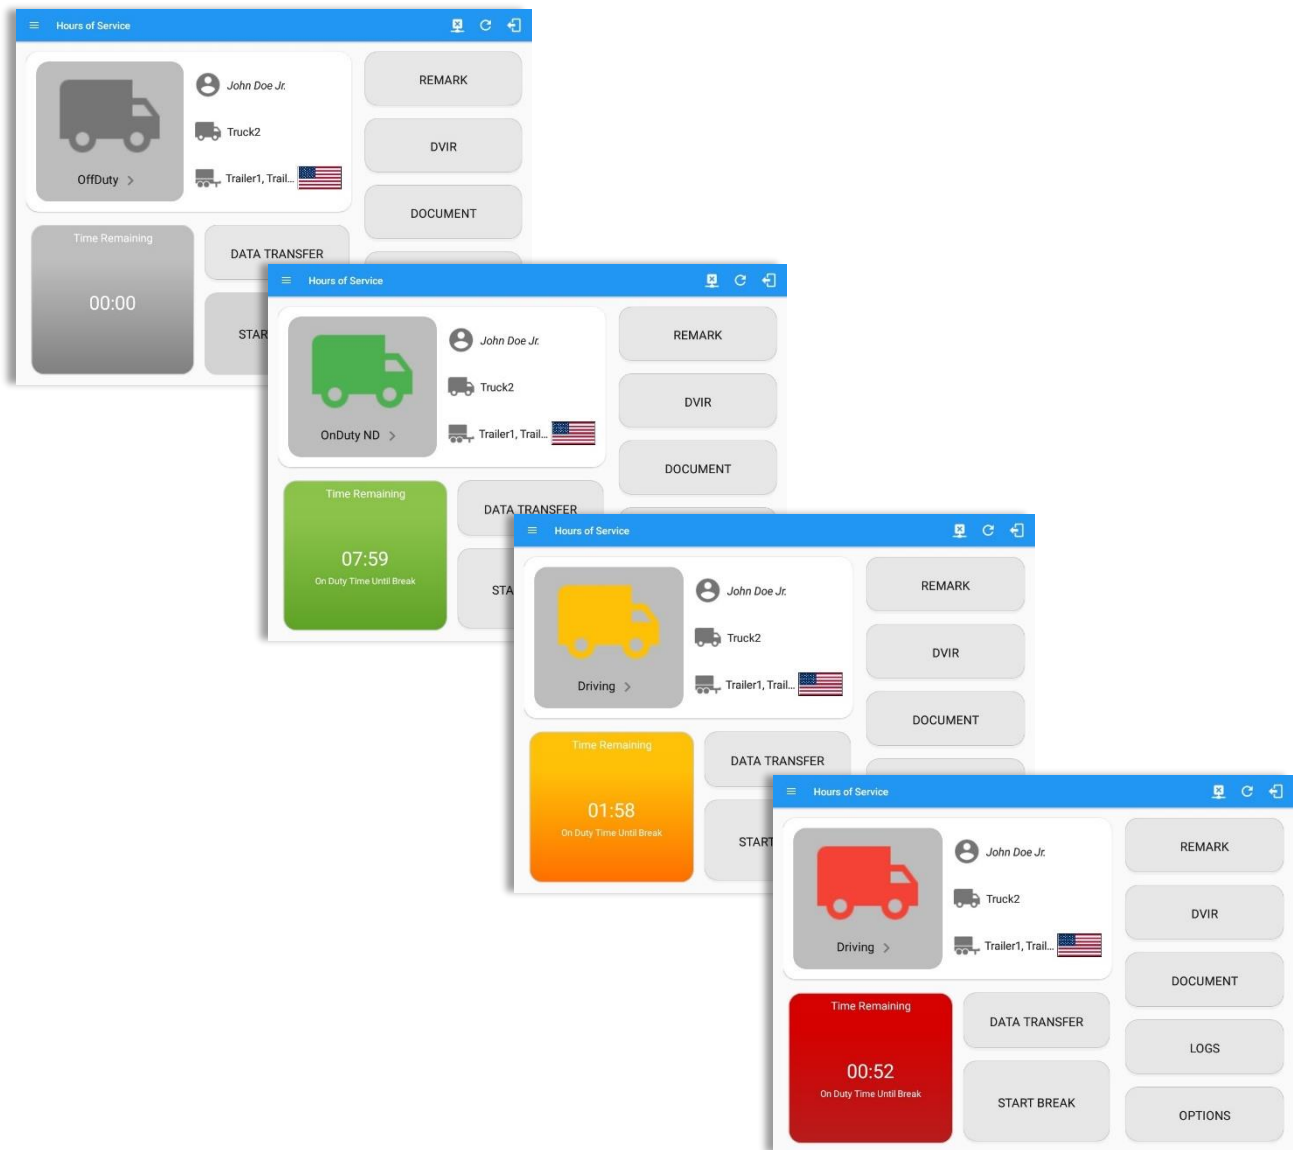 Hours of Service
John Doe Jr.
Truck2
OffDuty
Trailer1, Trail...
REMARK
DVIR
DOCUMENT
Time Remaining
00:00
DATA TRANSFER
STAR
Hours of Service
John Doe Jr.
Truck2
OnDuty ND
Trailer1, Trail...
REMARK
DVIR
DOCUMENT
Time Remaining
07:59
On Duty Time Until Break
DATA TRANSFER
STA
Hours of Service
John Doe Jr.
Truck2
Driving
Trailer1, Trail...
REMARK
DVIR
DOCUMENT
Time Remaining
01:58
On Duty Time Until Break
DATA TRANSFER
START
Hours of Service
John Doe Jr.
Truck2
Driving
Trailer1, Trail...
REMARK
DVIR
DOCUMENT
LOGS
OPTIONS
Time Remaining
00:52
On Duty Time Until Break
DATA TRANSFER
START BREAK